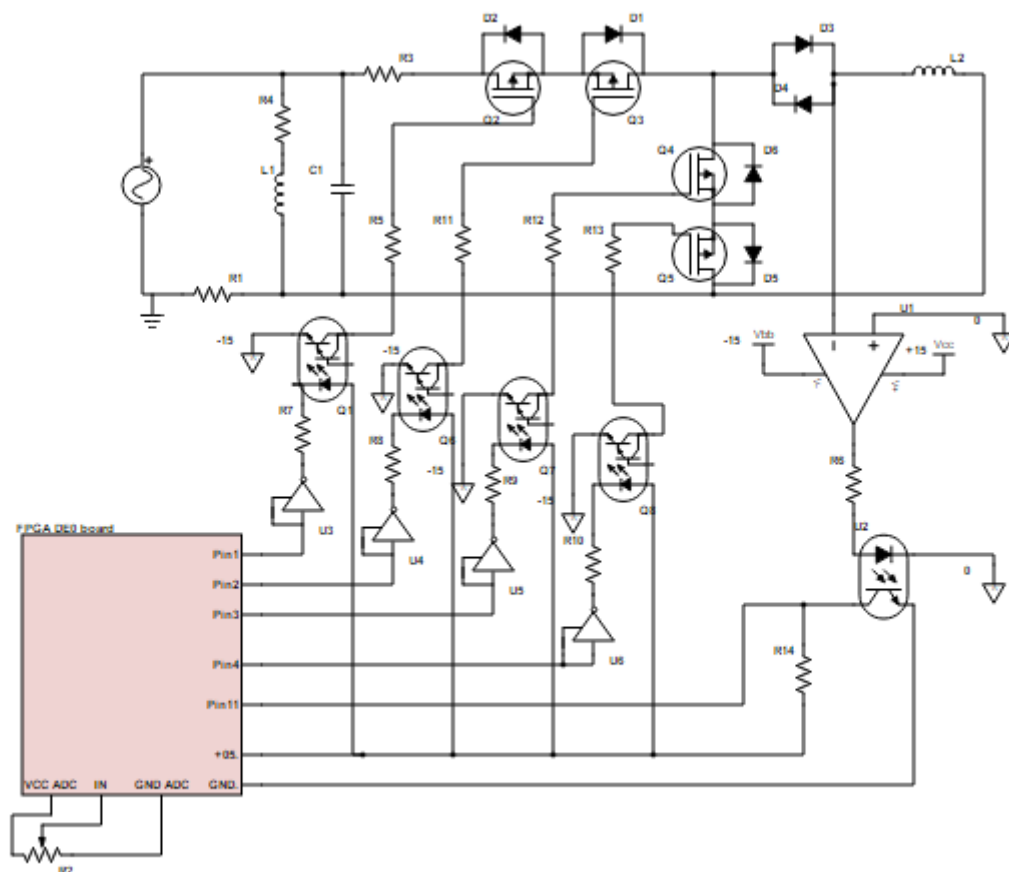 D2
D1
D3
R3
L2
D4
R4
Q2
Q3
Q4
D6
L1
C1
R5
R11
R12
R13
Q5
D5
R1
U1
0
-15
-15
-15
Vbb
+15
Vcc
R7
Q1
R8
Q6
-15
Q7
R9
-15
Q8
R6
U3
FPGA DE0 board
U2
R10
Pin1
U4
Pin2
U5
0
Pin3
R14
Pin4
U6
Pin11
+05.
VCC ADC
IN
GND ADC
GND.
R2